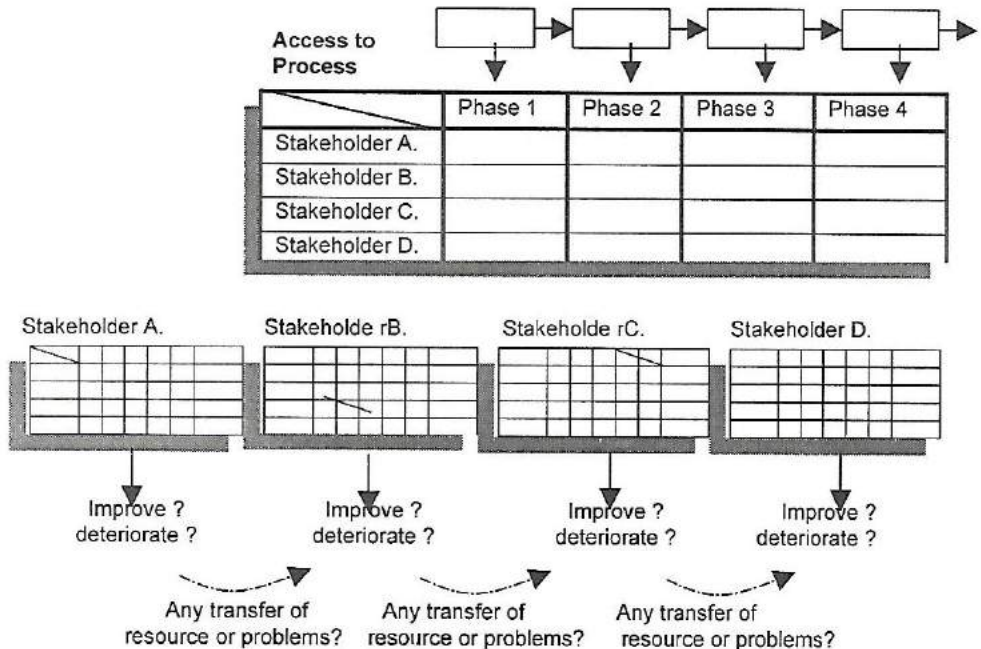 Access to
Process
Phase 1 Phase 2 Phase 3 Phase 4
Stakeholder A.
Stakeholder B.
Stakeholder C.
Stakeholder D.
Stakeholder A. Stakeholde rB. Stakeholde rC. Stakeholder D.
Improve ? Improve ? Improve ? Improve ?
deteriorate ? deteriorate ? deteriorate ? deteriorate ?
Any transfer of Any transfer of Any transfer of
resource or problems? resource or problems? resource or problems?